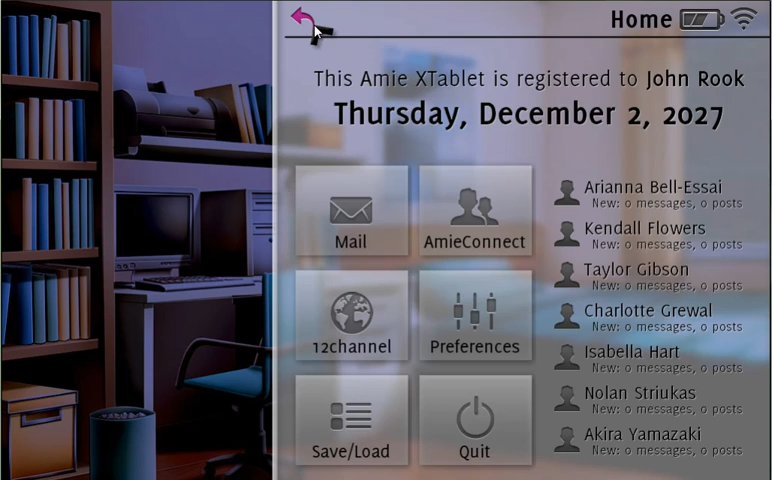 Home
This Amie XTablet is registered to John Rook
Thursday, December 2, 2027
Mail
AmieConnect
12channel
Preferences
Save/Load
Quit
Arianna Bell-Essai
New: 0 messages, 0 posts
Kendall Flowers
New: 0 messages, 0 posts
Taylor Gibson
New: 0 messages, 0 posts
Charlotte Grewal
New: 0 messages, 0 posts
Isabella Hart
New: 0 messages, 0 posts
Nolan Striukas
New: 0 messages, 0 posts
Akira Yamazaki
New: 0 messages, 0 posts